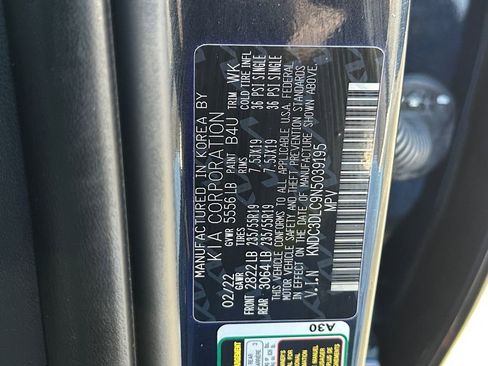 MANUFACTURED IN KOREA BY
KIA CORPORATION
02/22 GVWR 5556LB PAINT B4U TRIM WK
GAWR TIRES RIMS COLD TIRE INFL
FRONT 2822LB 235/55R19 7.5JX19 36 PSI SINGLE
REAR 3064LB 235/55R19 7.5JX19 36 PSI SINGLE
THIS VEHICLE CONFORMS TO ALL APPLICABLE U.S.A. FEDERAL
MOTOR VEHICLE SAFETY AND THEFT PREVENTION STANDARDS
IN EFFECT ON THE DATE OF MANUFACTURE SHOWN ABOVE.
V.I.N KNDC3DLC9N5039195
MPV
A30